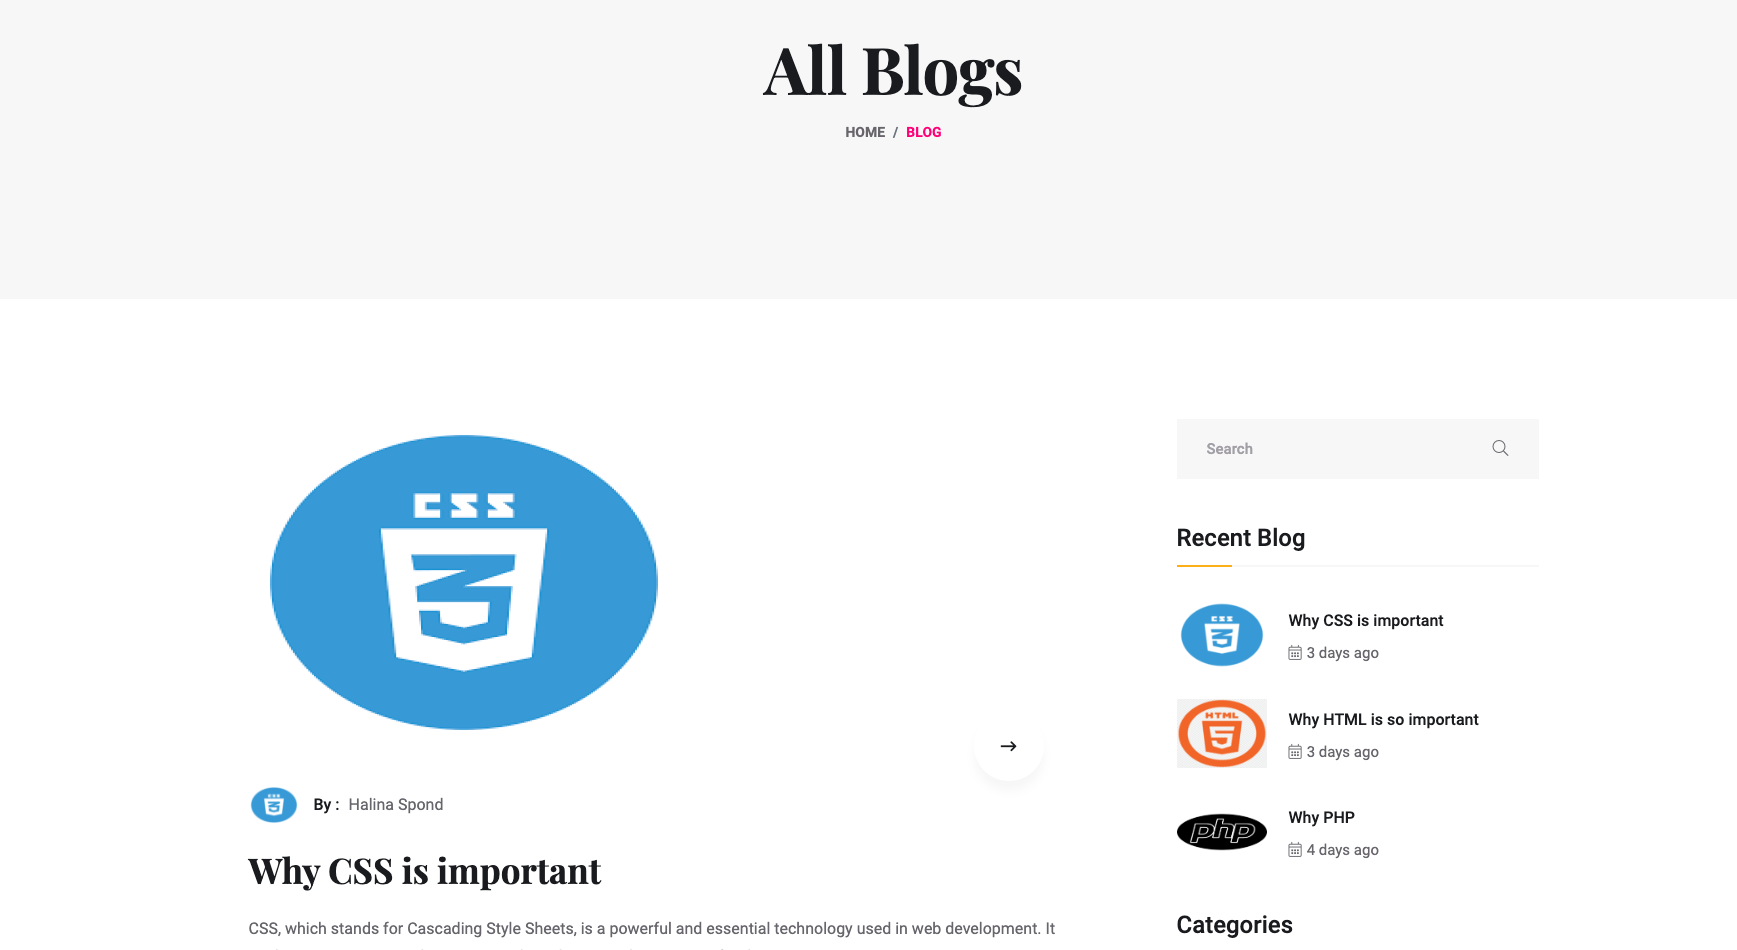 All Blogs
HOME / BLOG
CSS
Search
Recent Blog
Why CSS is important
3 days ago
HTML
Why HTML is so important
3 days ago
php
Why PHP
4 days ago
By : Halina Spond
Why CSS is important
CSS, which stands for Cascading Style Sheets, is a powerful and essential technology used in web development. It
Categories